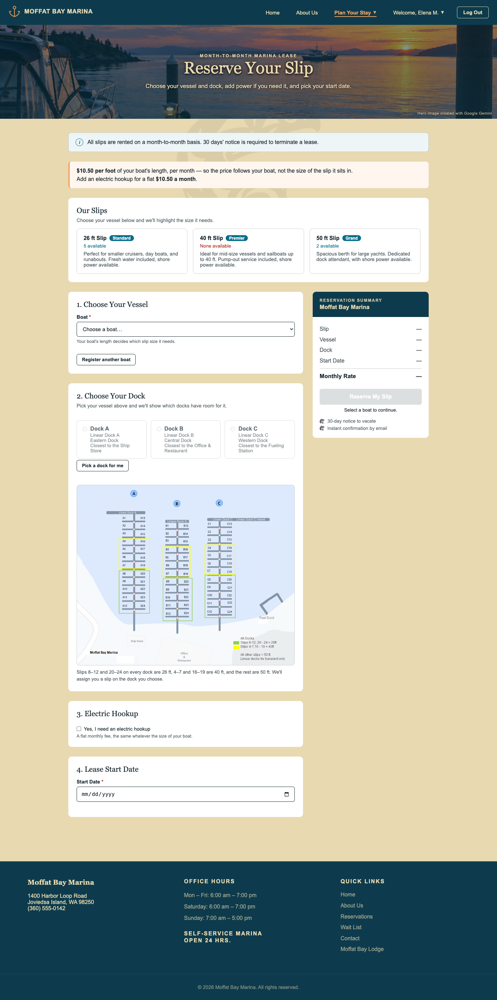 MOFFAT BAY MARINA
Home
About Us
Plan Your Stay ▼
Welcome, Elena M. ▼
Log Out
MONTH-TO-MONTH MARINA LEASE
Reserve Your Slip
Choose your vessel and dock, add power if you need it, and pick your start date.
Hero image created with Google Gemini
i All slips are rented on a month-to-month basis. 30 days' notice is required to terminate a lease.
$10.50 per foot of your boat's length, per month — so the price follows your boat, not the size of the slip it sits in.
Add an electric hookup for a flat $10.50 a month.
Our Slips
Choose your vessel below and we'll highlight the size it needs.
26 ft Slip Standard
5 available
Perfect for smaller cruisers, day boats, and
runabouts. Fresh water included, shore
power available.
40 ft Slip Premier
None available
Ideal for mid-size vessels and sailboats up
to 40 ft. Pump-out service included, shore
power available.
50 ft Slip Grand
2 available
Spacious berth for large yachts. Dedicated
dock attendant, with shore power available.
1. Choose Your Vessel
Boat *
Choose a boat...
Your boat's length decides which slip size it needs.
Register another boat
RESERVATION SUMMARY
Moffat Bay Marina
Slip —
Vessel —
Dock —
Start Date —
Monthly Rate —
Reserve My Slip
Select a boat to continue.
30-day notice to vacate
Instant confirmation by email
2. Choose Your Dock
Pick your vessel above and we'll show which docks have room for it.
Dock A
Linear Dock A
Eastern Dock
Closest to the Ship
Store
Dock B
Linear Dock B
Central Dock
Closest to the Office &
Restaurant
Dock C
Linear Dock C
Western Dock
Closest to the Fueling
Station
Pick a dock for me
A
B
C
Linear Dock A
A1 A13
A2 A14
A3 A15
A4 A16
A5 A17
A6 A18
A7 A19
A8 A20
A9 A21
A10 A22
A11 A23
A12 A24
Linear Dock B
B1 B13
B2 B14
B3 B15
B4 B16
B5 B17
B6 B18
B7 B19
B8 B20
B9 B21
B10 B22
B11 B23
B12 B24
Linear Dock C Linear Dock C Inland
C1 C13
C2 C14
C3 C15
C4 C16
C5 C17
C6 C18
C7 C19
C8 C20
C9 C21
C10 C22
C11 C23
C12 C24
Fuel Dock
Ship Store
Moffat Bay Marina
Office
&
Restaurant
All Docks
Slips 8-12, 20 - 24 = 26ft
Slips 4-7,16 - 19 = 40ft
All other slips = 50 ft.
Linear docks for transient only
Slips 8–12 and 20–24 on every dock are 26 ft, 4–7 and 16–19 are 40 ft, and the rest are 50 ft. We'll
assign you a slip on the dock you choose.
3. Electric Hookup
Yes, I need an electric hookup
A flat monthly fee, the same whatever the size of your boat.
4. Lease Start Date
Start Date *
mm/dd/yyyy
Moffat Bay Marina
1400 Harbor Loop Road
Joviedsa Island, WA 98250
(360) 555-0142
OFFICE HOURS
Mon – Fri: 6:00 am – 7:00 pm
Saturday: 6:00 am – 7:00 pm
Sunday: 7:00 am – 5:00 pm
SELF-SERVICE MARINA
OPEN 24 HRS.
QUICK LINKS
Home
About Us
Reservations
Wait List
Contact
Moffat Bay Lodge
© 2026 Moffat Bay Marina. All rights reserved.